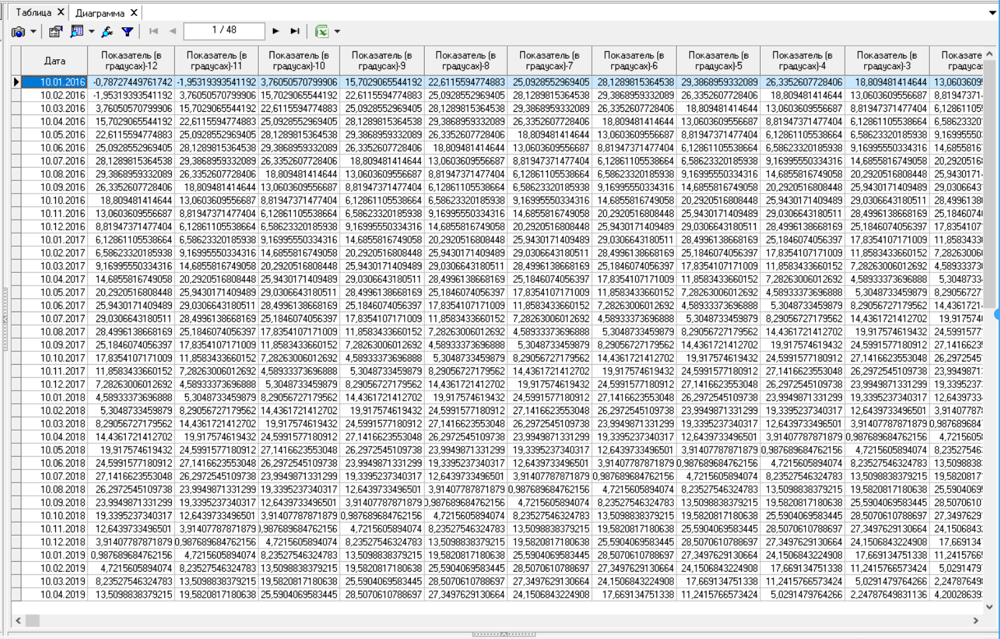 Таблица X Диаграмма X
1 / 48
Дата Показатель (в градусах)-12 Показатель (в градусах)-11 Показатель (в градусах)-10 Показатель (в градусах)-9 Показатель (в градусах)-8 Показатель (в градусах)-7 Показатель (в градусах)-6 Показатель (в градусах)-5 Показатель (в градусах)-4 Показатель (в градусах)-3 Показате градуса:
10.01.2016 -0,78727449761742 -1,95319393541192 3,76050570799906 15,7029065544192 22,6115594774883 25,0928552969405 28,1289815364538 29,3868959332089 26,3352607728406 18,809481414644 13,0603609
10.02.2016 -1,95319393541192 3,76050570799906 15,7029065544192 22,6115594774883 25,0928552969405 28,1289815364538 29,3868959332089 26,3352607728406 18,809481414644 13,0603609556687 8,81947371
10.03.2016 3,76050570799906 15,7029065544192 22,6115594774883 25,0928552969405 28,1289815364538 29,3868959332089 26,3352607728406 18,809481414644 13,0603609556687 8,81947371477404 6,12861105
10.04.2016 15,7029065544192 22,6115594774883 25,0928552969405 28,1289815364538 29,3868959332089 26,3352607728406 18,809481414644 13,0603609556687 8,81947371477404 6,12861105538664 6,58623320
10.05.2016 22,6115594774883 25,0928552969405 28,1289815364538 29,3868959332089 26,3352607728406 18,809481414644 13,0603609556687 8,81947371477404 6,12861105538664 6,58623320185938 9,16995550
10.06.2016 25,0928552969405 28,1289815364538 29,3868959332089 26,3352607728406 18,809481414644 13,0603609556687 8,81947371477404 6,12861105538664 6,58623320185938 9,16995550334316 14,6855816
10.07.2016 28,1289815364538 29,3868959332089 26,3352607728406 18,809481414644 13,0603609556687 8,81947371477404 6,12861105538664 6,58623320185938 9,16995550334316 14,6855816749058 20,2920516
10.08.2016 29,3868959332089 26,3352607728406 18,809481414644 13,0603609556687 8,81947371477404 6,12861105538664 6,58623320185938 9,16995550334316 14,6855816749058 20,2920516808448 25,9430171
10.09.2016 26,3352607728406 18,809481414644 13,0603609556687 8,81947371477404 6,12861105538664 6,58623320185938 9,16995550334316 14,6855816749058 20,2920516808448 25,9430171409489 29,0306643
10.10.2016 18,809481414644 13,0603609556687 8,81947371477404 6,12861105538664 6,58623320185938 9,16995550334316 14,6855816749058 20,2920516808448 25,9430171409489 29,0306643180511 28,4996138
10.11.2016 13,0603609556687 8,81947371477404 6,12861105538664 6,58623320185938 9,16995550334316 14,6855816749058 20,2920516808448 25,9430171409489 29,0306643180511 28,4996138668169 25,1846074
10.12.2016 8,81947371477404 6,12861105538664 6,58623320185938 9,16995550334316 14,6855816749058 20,2920516808448 25,9430171409489 29,0306643180511 28,4996138668169 25,1846074056397 17,8354107
10.01.2017 6,12861105538664 6,58623320185938 9,16995550334316 14,6855816749058 20,2920516808448 25,9430171409489 29,0306643180511 28,4996138668169 25,1846074056397 17,8354107171009 11,8583433
10.02.2017 6,58623320185938 9,16995550334316 14,6855816749058 20,2920516808448 25,9430171409489 29,0306643180511 28,4996138668169 25,1846074056397 17,8354107171009 11,8583433660152 7,28263006
10.03.2017 9,16995550334316 14,6855816749058 20,2920516808448 25,9430171409489 29,0306643180511 28,4996138668169 25,1846074056397 17,8354107171009 11,8583433660152 7,28263006012692 4,58933373
10.04.2017 14,6855816749058 20,2920516808448 25,9430171409489 29,0306643180511 28,4996138668169 25,1846074056397 17,8354107171009 11,8583433660152 7,28263006012692 4,58933373696888 5,3048733
10.05.2017 20,2920516808448 25,9430171409489 29,0306643180511 28,4996138668169 25,1846074056397 17,8354107171009 11,8583433660152 7,28263006012692 4,58933373696888 5,3048733459879 8,29056727
10.06.2017 25,9430171409489 29,0306643180511 28,4996138668169 25,1846074056397 17,8354107171009 11,8583433660152 7,28263006012692 4,58933373696888 5,3048733459879 8,29056727179562 14,4361721
10.07.2017 29,0306643180511 28,4996138668169 25,1846074056397 17,8354107171009 11,8583433660152 7,28263006012692 4,58933373696888 5,3048733459879 8,29056727179562 14,4361721412702 19,917574
10.08.2017 28,4996138668169 25,1846074056397 17,8354107171009 11,8583433660152 7,28263006012692 4,58933373696888 5,3048733459879 8,29056727179562 14,4361721412702 19,917574619432 24,5991577
10.09.2017 25,1846074056397 17,8354107171009 11,8583433660152 7,28263006012692 4,58933373696888 5,3048733459879 8,29056727179562 14,4361721412702 19,917574619432 24,5991577180912 27,1416623
10.10.2017 17,8354107171009 11,8583433660152 7,28263006012692 4,58933373696888 5,3048733459879 8,29056727179562 14,4361721412702 19,917574619432 24,5991577180912 27,1416623553048 26,2972545
10.11.2017 11,8583433660152 7,28263006012692 4,58933373696888 5,3048733459879 8,29056727179562 14,4361721412702 19,917574619432 24,5991577180912 27,1416623553048 26,2972545109738 23,9949871
10.12.2017 7,28263006012692 4,58933373696888 5,3048733459879 8,29056727179562 14,4361721412702 19,917574619432 24,5991577180912 27,1416623553048 26,2972545109738 23,9949871331299 19,3395237
10.01.2018 4,58933373696888 5,3048733459879 8,29056727179562 14,4361721412702 19,917574619432 24,5991577180912 27,1416623553048 26,2972545109738 23,9949871331299 19,3395237340317 12,6439733
10.02.2018 5,3048733459879 8,29056727179562 14,4361721412702 19,917574619432 24,5991577180912 27,1416623553048 26,2972545109738 23,9949871331299 19,3395237340317 12,6439733496501 3,91407787
10.03.2018 8,29056727179562 14,4361721412702 19,917574619432 24,5991577180912 27,1416623553048 26,2972545109738 23,9949871331299 19,3395237340317 12,6439733496501 3,91407787871879 0,987689684
10.04.2018 14,4361721412702 19,917574619432 24,5991577180912 27,1416623553048 26,2972545109738 23,9949871331299 19,3395237340317 12,6439733496501 3,91407787871879 0,987689684762156 4,7215605
10.05.2018 19,917574619432 24,5991577180912 27,1416623553048 26,2972545109738 23,9949871331299 19,3395237340317 12,6439733496501 3,91407787871879 0,987689684762156 4,7215605894074 8,23527546
10.06.2018 24,5991577180912 27,1416623553048 26,2972545109738 23,9949871331299 19,3395237340317 12,6439733496501 3,91407787871879 0,987689684762156 4,7215605894074 8,23527546324783 13,5098838
10.07.2018 27,1416623553048 26,2972545109738 23,9949871331299 19,3395237340317 12,6439733496501 3,91407787871879 0,987689684762156 4,7215605894074 8,23527546324783 13,5098838379215 19,5820817
10.08.2018 26,2972545109738 23,9949871331299 19,3395237340317 12,6439733496501 3,91407787871879 0,987689684762156 4,7215605894074 8,23527546324783 13,5098838379215 19,5820817180638 25,5904069
10.09.2018 23,9949871331299 19,3395237340317 12,6439733496501 3,91407787871879 0,987689684762156 4,7215605894074 8,23527546324783 13,5098838379215 19,5820817180638 25,5904069583445 28,5070610
10.10.2018 19,3395237340317 12,6439733496501 3,91407787871879 0,987689684762156 4,7215605894074 8,23527546324783 13,5098838379215 19,5820817180638 25,5904069583445 28,5070610788697 27,3497629
10.11.2018 12,6439733496501 3,91407787871879 0,987689684762156 4,7215605894074 8,23527546324783 13,5098838379215 19,5820817180638 25,5904069583445 28,5070610788697 27,3497629130664 24,1506843
10.12.2018 3,91407787871879 0,987689684762156 4,7215605894074 8,23527546324783 13,5098838379215 19,5820817180638 25,5904069583445 28,5070610788697 27,3497629130664 24,1506843224908 17,669134
10.01.2019 0,987689684762156 4,7215605894074 8,23527546324783 13,5098838379215 19,5820817180638 25,5904069583445 28,5070610788697 27,3497629130664 24,1506843224908 17,669134751338 11,2415766
10.02.2019 4,7215605894074 8,23527546324783 13,5098838379215 19,5820817180638 25,5904069583445 28,5070610788697 27,3497629130664 24,1506843224908 17,669134751338 11,2415766573424 5,0291479
10.03.2019 8,23527546324783 13,5098838379215 19,5820817180638 25,5904069583445 28,5070610788697 27,3497629130664 24,1506843224908 17,669134751338 11,2415766573424 5,0291479764266 2,24787649
10.04.2019 13,5098838379215 19,5820817180638 25,5904069583445 28,5070610788697 27,3497629130664 24,1506843224908 17,669134751338 11,2415766573424 5,0291479764266 2,24787649831136 4,20028639